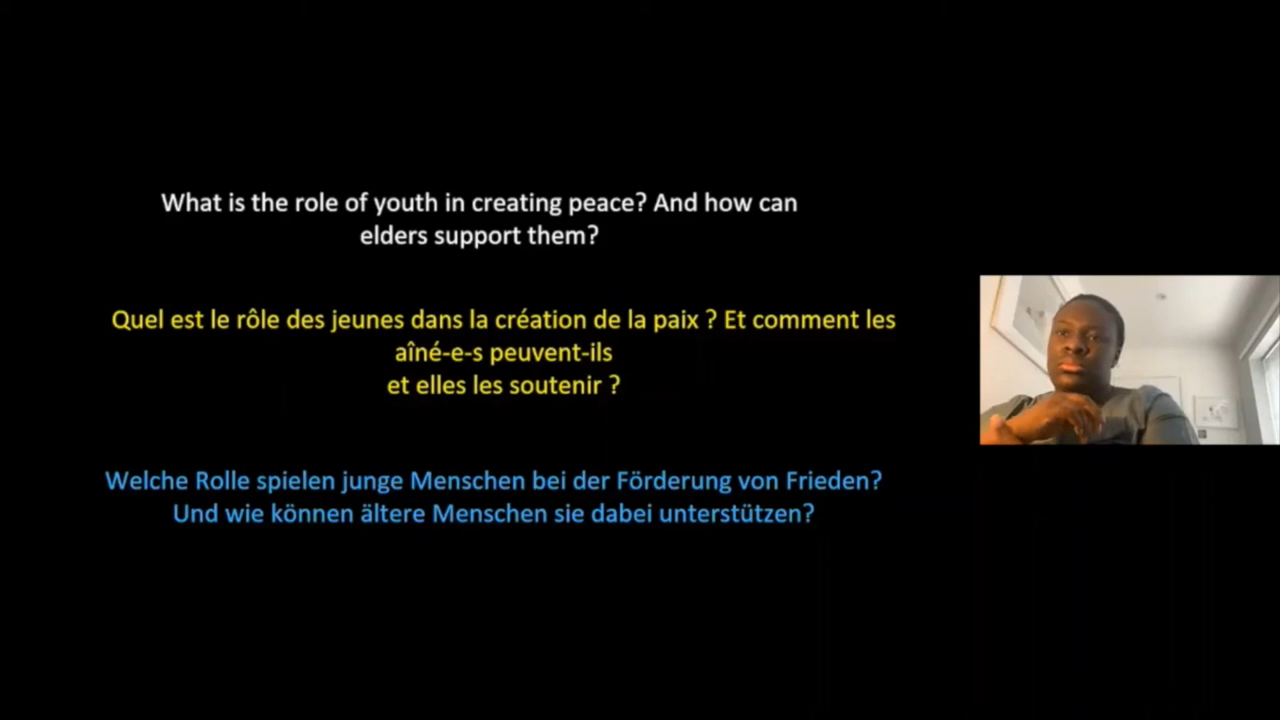 What is the role of youth in creating peace? And how can
elders support them?
Quel est le rôle des jeunes dans la création de la paix ? Et comment les
aîné-e-s peuvent-ils
et elles les soutenir ?
Welche Rolle spielen junge Menschen bei der Förderung von Frieden?
Und wie können ältere Menschen sie dabei unterstützen?